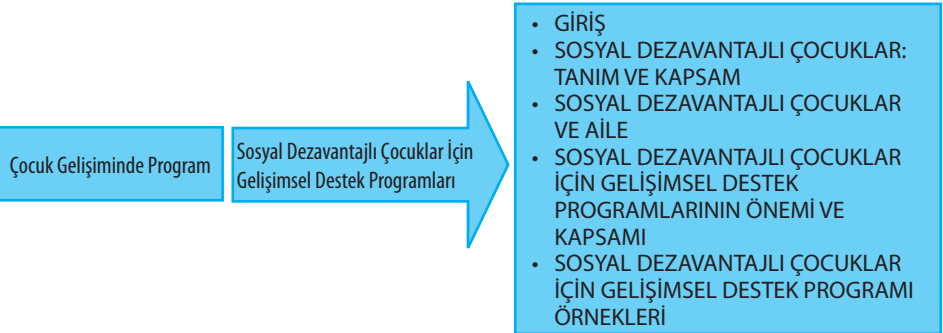 Çocuk Gelişiminde Program
Sosyal Dezavantajlı Çocuklar İçin
Gelişimsel Destek Programları
• GİRİŞ
• SOSYAL DEZAVANTAJLI ÇOCUKLAR:
TANIM VE KAPSAM
• SOSYAL DEZAVANTAJLI ÇOCUKLAR
VE AİLE
• SOSYAL DEZAVANTAJLI ÇOCUKLAR
İÇİN GELİŞİMSEL DESTEK
PROGRAMLARININ ÖNEMİ VE
KAPSAMI
• SOSYAL DEZAVANTAJLI ÇOCUKLAR
İÇİN GELİŞİMSEL DESTEK PROGRAMI
ÖRNEKLERİ